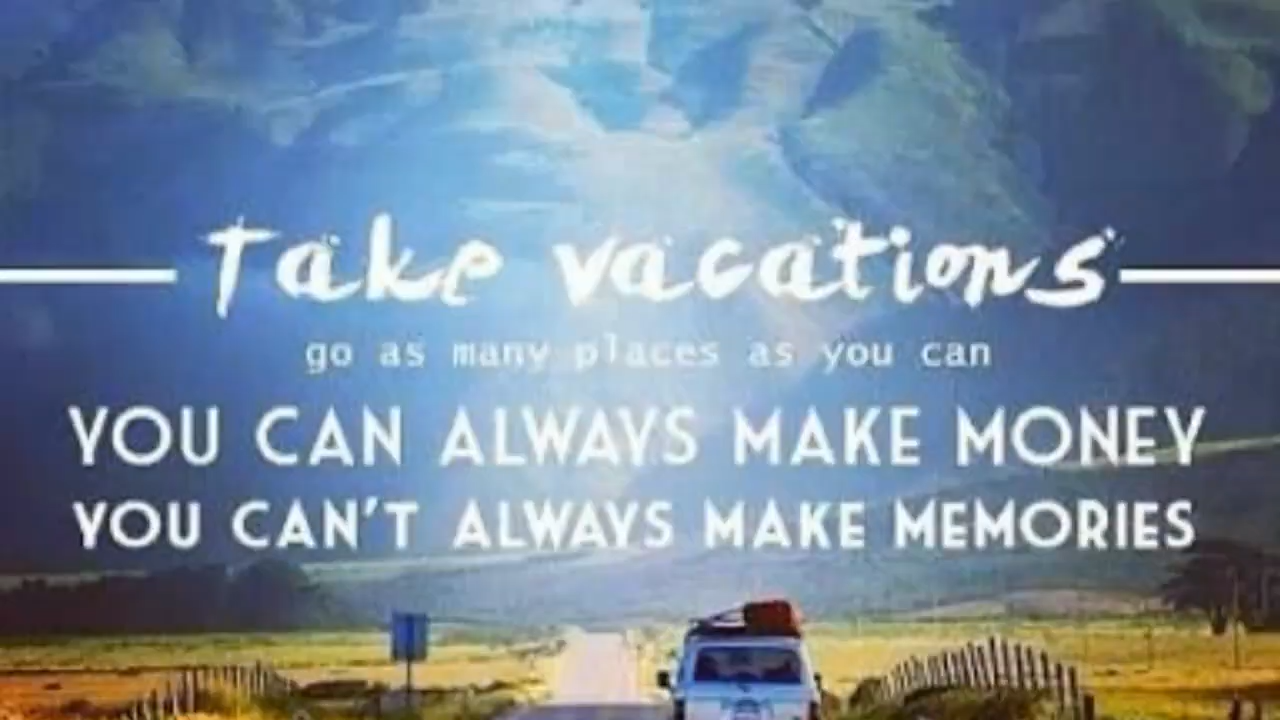 Take vacations
go as many places as you can
YOU CAN ALWAYS MAKE MONEY
YOU CAN'T ALWAYS MAKE MEMORIES